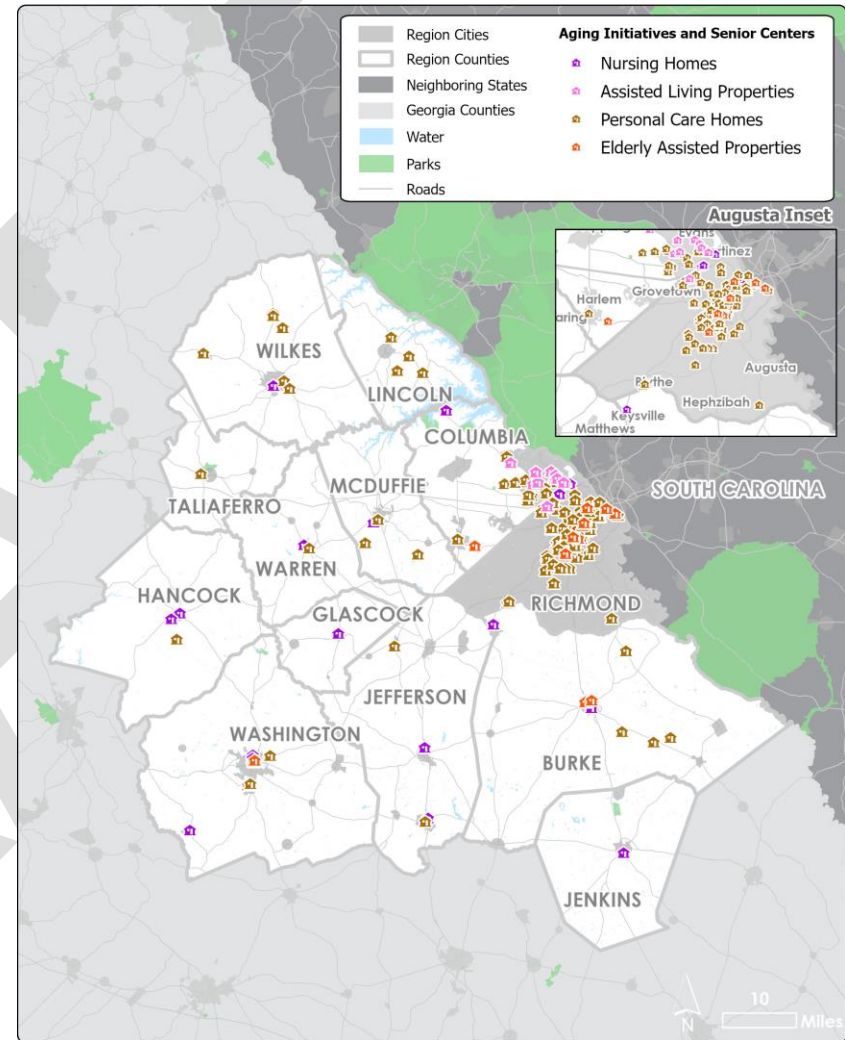 Region Cities
Region Counties
Neighboring States
Georgia Counties
Water
Parks
Roads
Aging Initiatives and Senior Centers
Nursing Homes
Assisted Living Properties
Personal Care Homes
Elderly Assisted Properties
Augusta Inset
Evans
Grovetown
Harlem
Augusta
Hephzibah
Keysville
Matthews
WILKES
LINCOLN
COLUMBIA
SOUTH CAROLINA
MCDUFFIE
TALIAFERRO
WARREN
HANCOCK
GLASCOCK
RICHMOND
JEFFERSON
WASHINGTON
BURKE
JENKINS
N
10
Miles